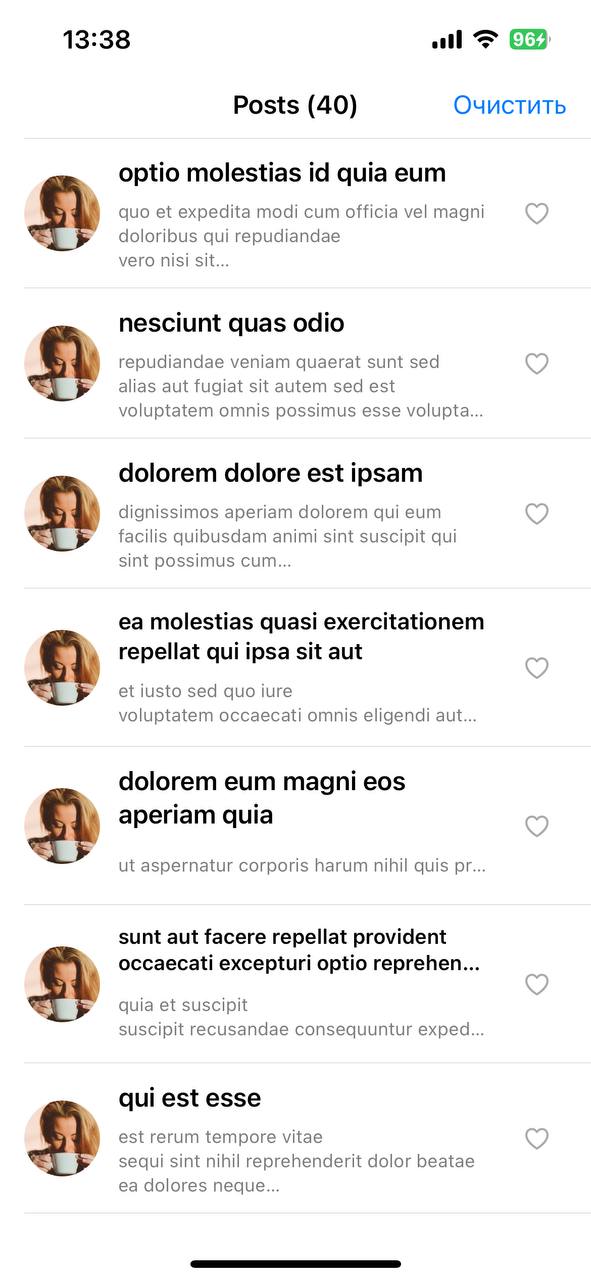 13:38
96
Posts (40)
Очистить
optio molestias id quia eum
quo et expedita modi cum officia vel magni
doloribus qui repudiandae
vero nisi sit...
nesciunt quas odio
repudiandae veniam quaerat sunt sed
alias aut fugiat sit autem sed est
voluptatem omnis possimus esse volupta...
dolorem dolore est ipsam
dignissimos aperiam dolorem qui eum
facilis quibusdam animi sint suscipit qui
sint possimus cum...
ea molestias quasi exercitationem
repellat qui ipsa sit aut
et iusto sed quo iure
voluptatem occaecati omnis eligendi aut...
dolorem eum magni eos
aperiam quia
ut aspernatur corporis harum nihil quis pr...
sunt aut facere repellat provident
occaecati excepturi optio reprehen...
quia et suscipit
suscipit recusandae consequuntur exped...
qui est esse
est rerum tempore vitae
sequi sint nihil reprehenderit dolor beatae
ea dolores neque...